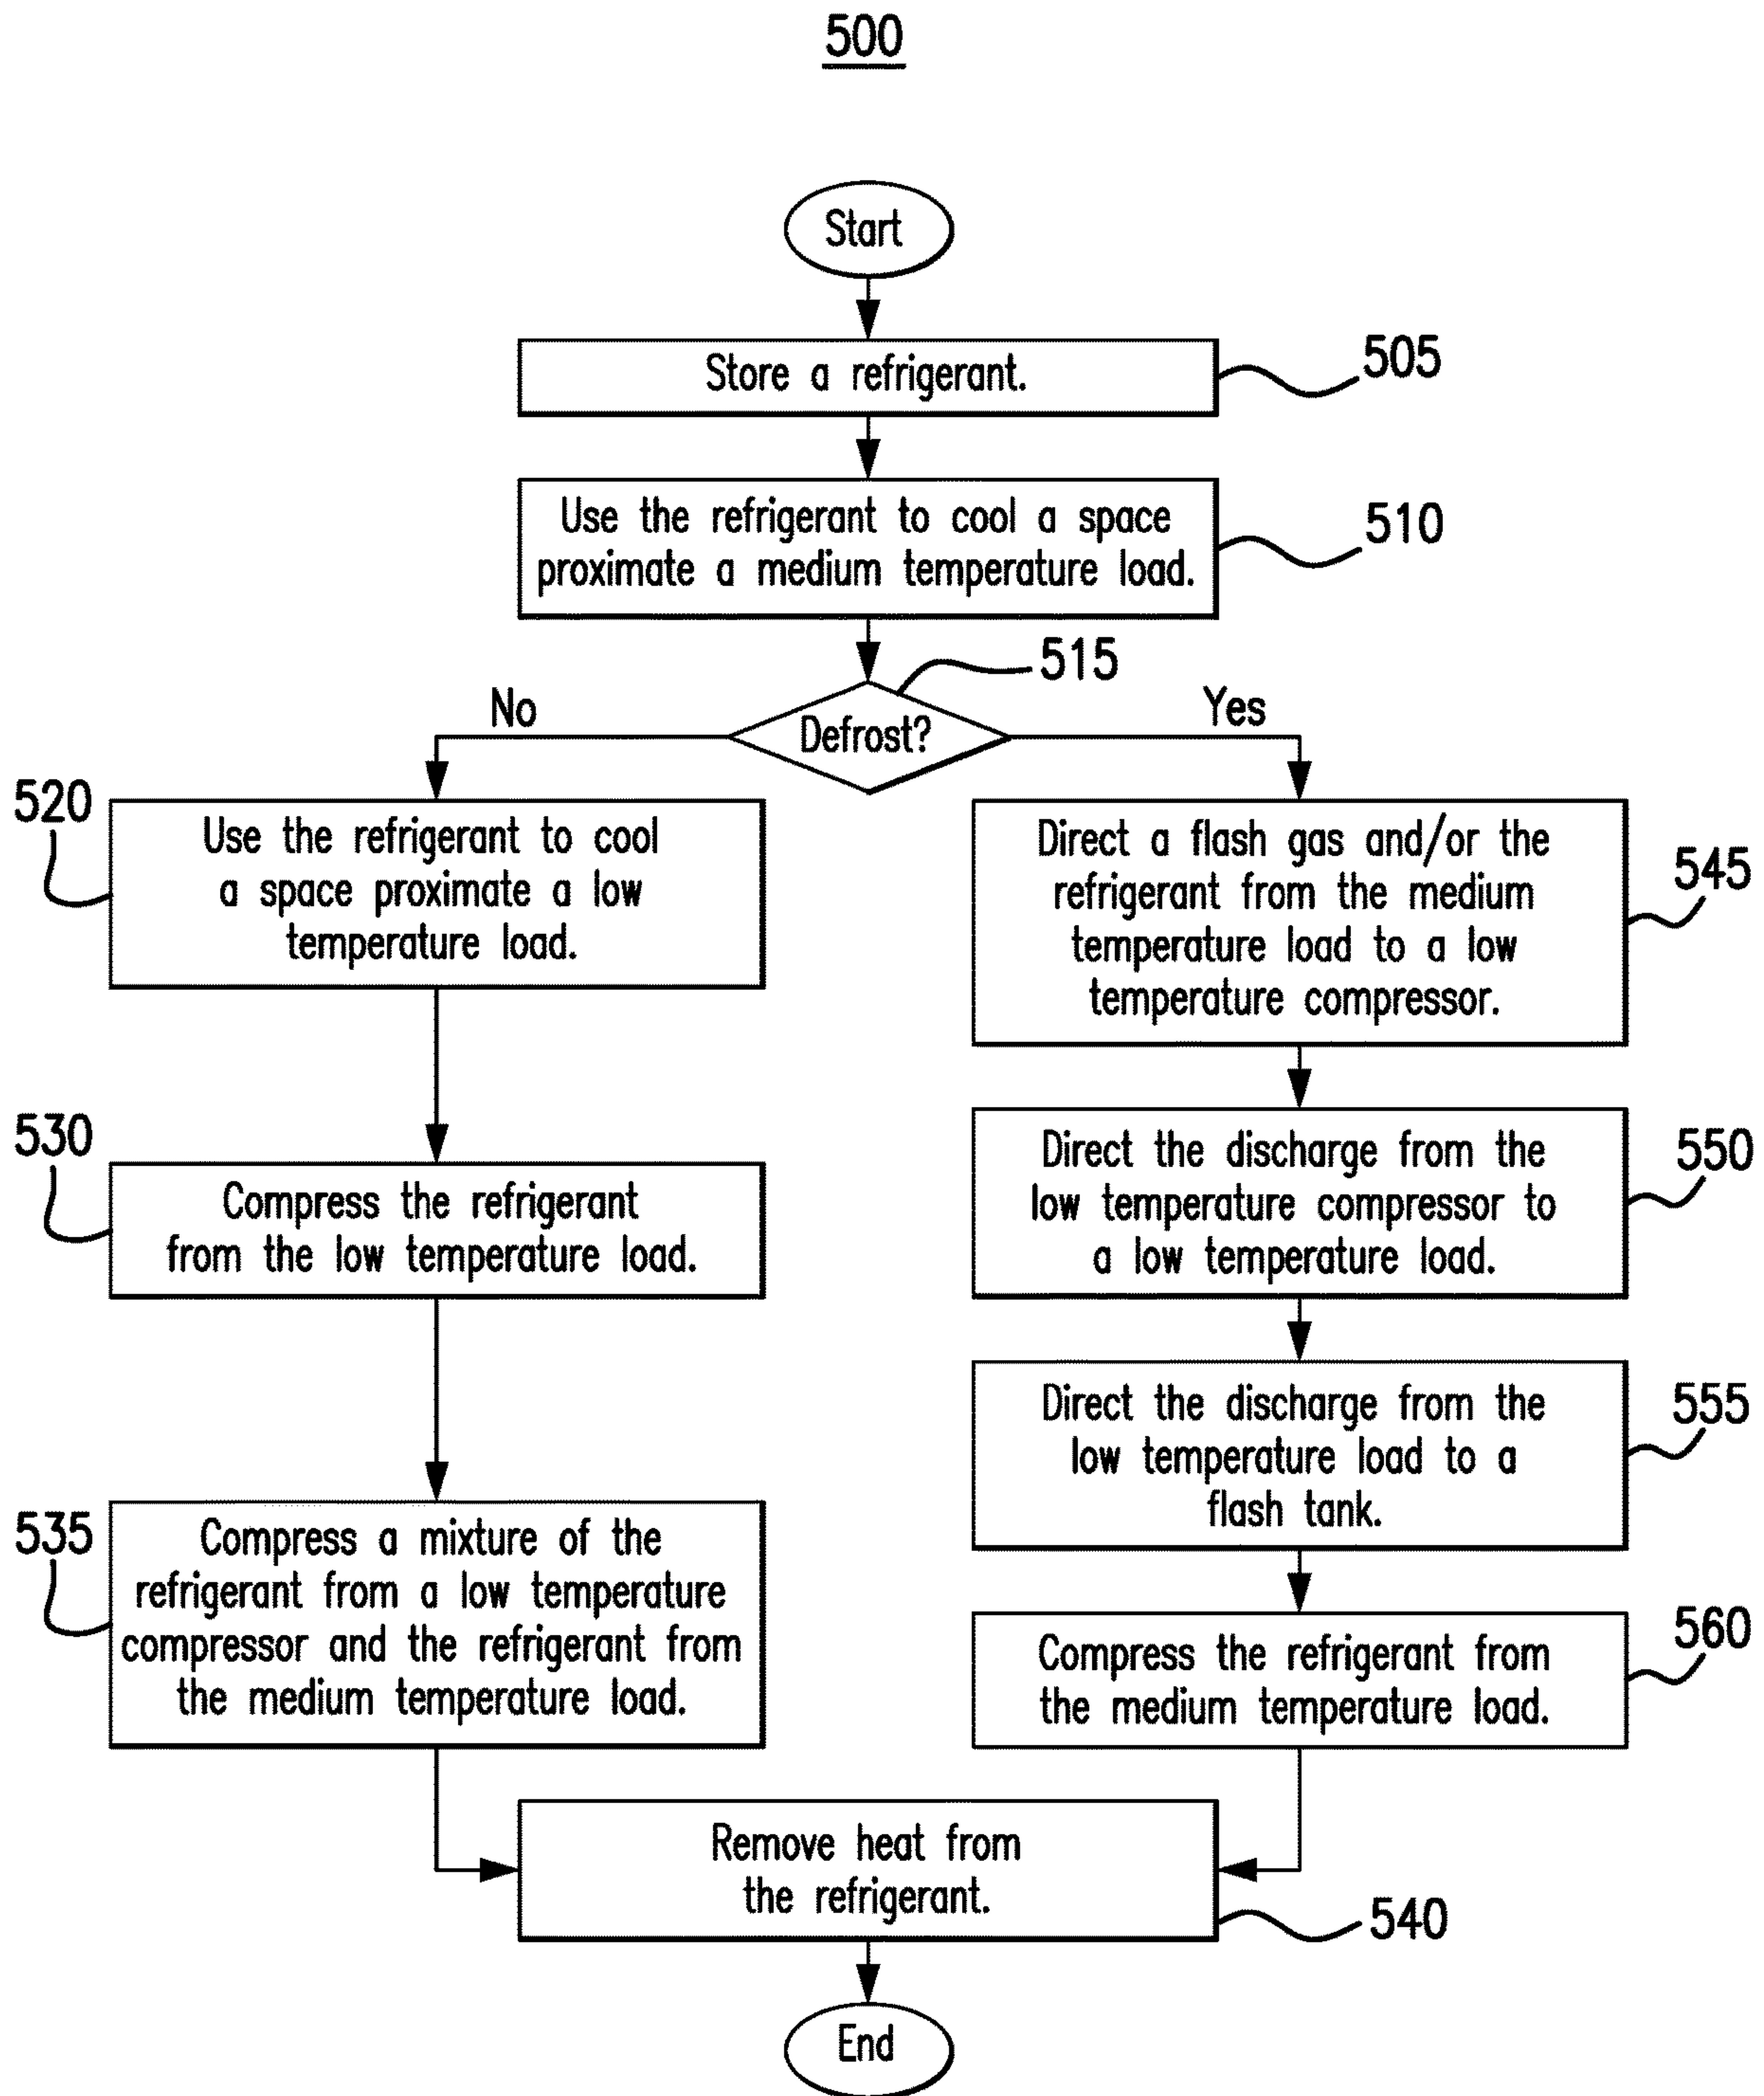 500
Start
Store a refrigerant.
505
Use the refrigerant to cool a space
proximate a medium temperature load.
510
515
Defrost?
No
Yes
520
Use the refrigerant to cool
a space proximate a low
temperature load.
530
Compress the refrigerant
from the low temperature load.
535
Compress a mixture of the
refrigerant from a low temperature
compressor and the refrigerant from
the medium temperature load.
Direct a flash gas and/or the
refrigerant from the medium
temperature load to a low
temperature compressor.
545
Direct the discharge from the
low temperature compressor to
a low temperature load.
550
Direct the discharge from the
low temperature load to a
flash tank.
555
Compress the refrigerant from
the medium temperature load.
560
Remove heat from
the refrigerant.
540
End